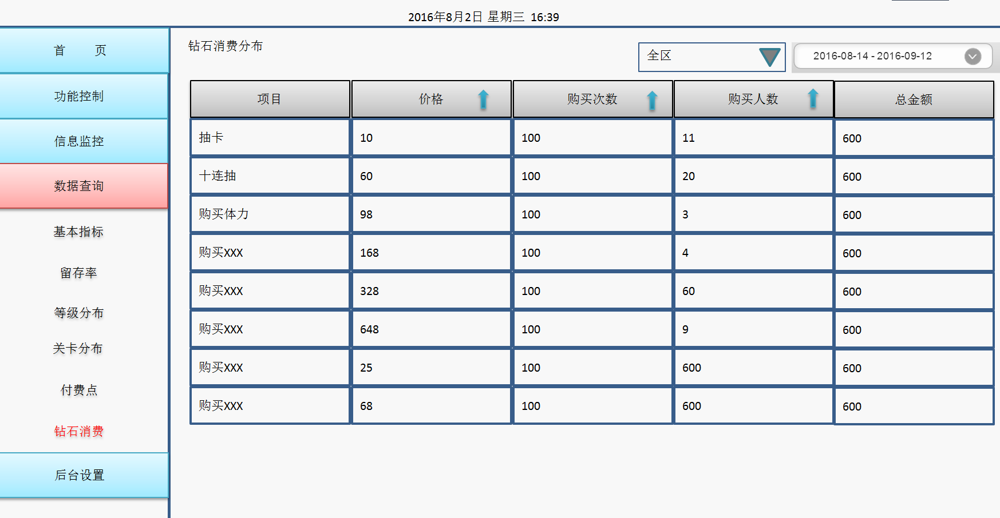 2016年8月2日 星期三 16:39
首 页
功能控制
信息监控
数据查询
基本指标
留存率
等级分布
关卡分布
付费点
钻石消费
后台设置
钻石消费分布
全区
2016-08-14 - 2016-09-12
项目 价格 购买次数 购买人数 总金额
抽卡 10 100 11 600
十连抽 60 100 20 600
购买体力 98 100 3 600
购买XXX 168 100 4 600
购买XXX 328 100 60 600
购买XXX 648 100 9 600
购买XXX 25 100 600 600
购买XXX 68 100 600 600